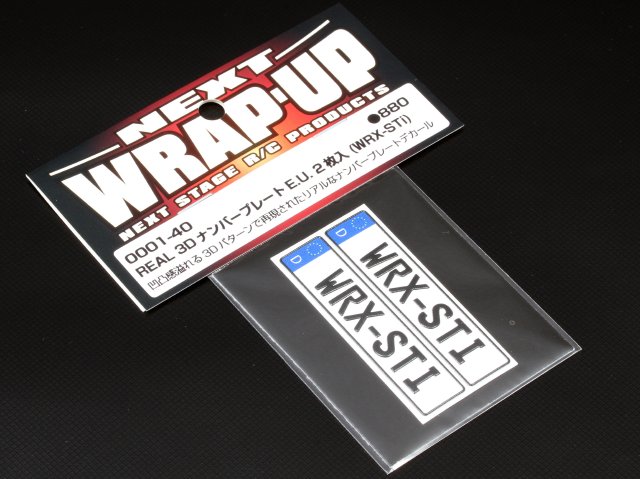 NEXT
WRAP-UP
NEXT STAGE R/C PRODUCTS
0001-40
●880
REAL 3Dナンバープレート E.U. 2枚入 (WRX-STi)
凹凸感溢れる3Dパターンで再現されたリアルなナンバープレートデカール
D
WRX-STI
D
WRX-STI